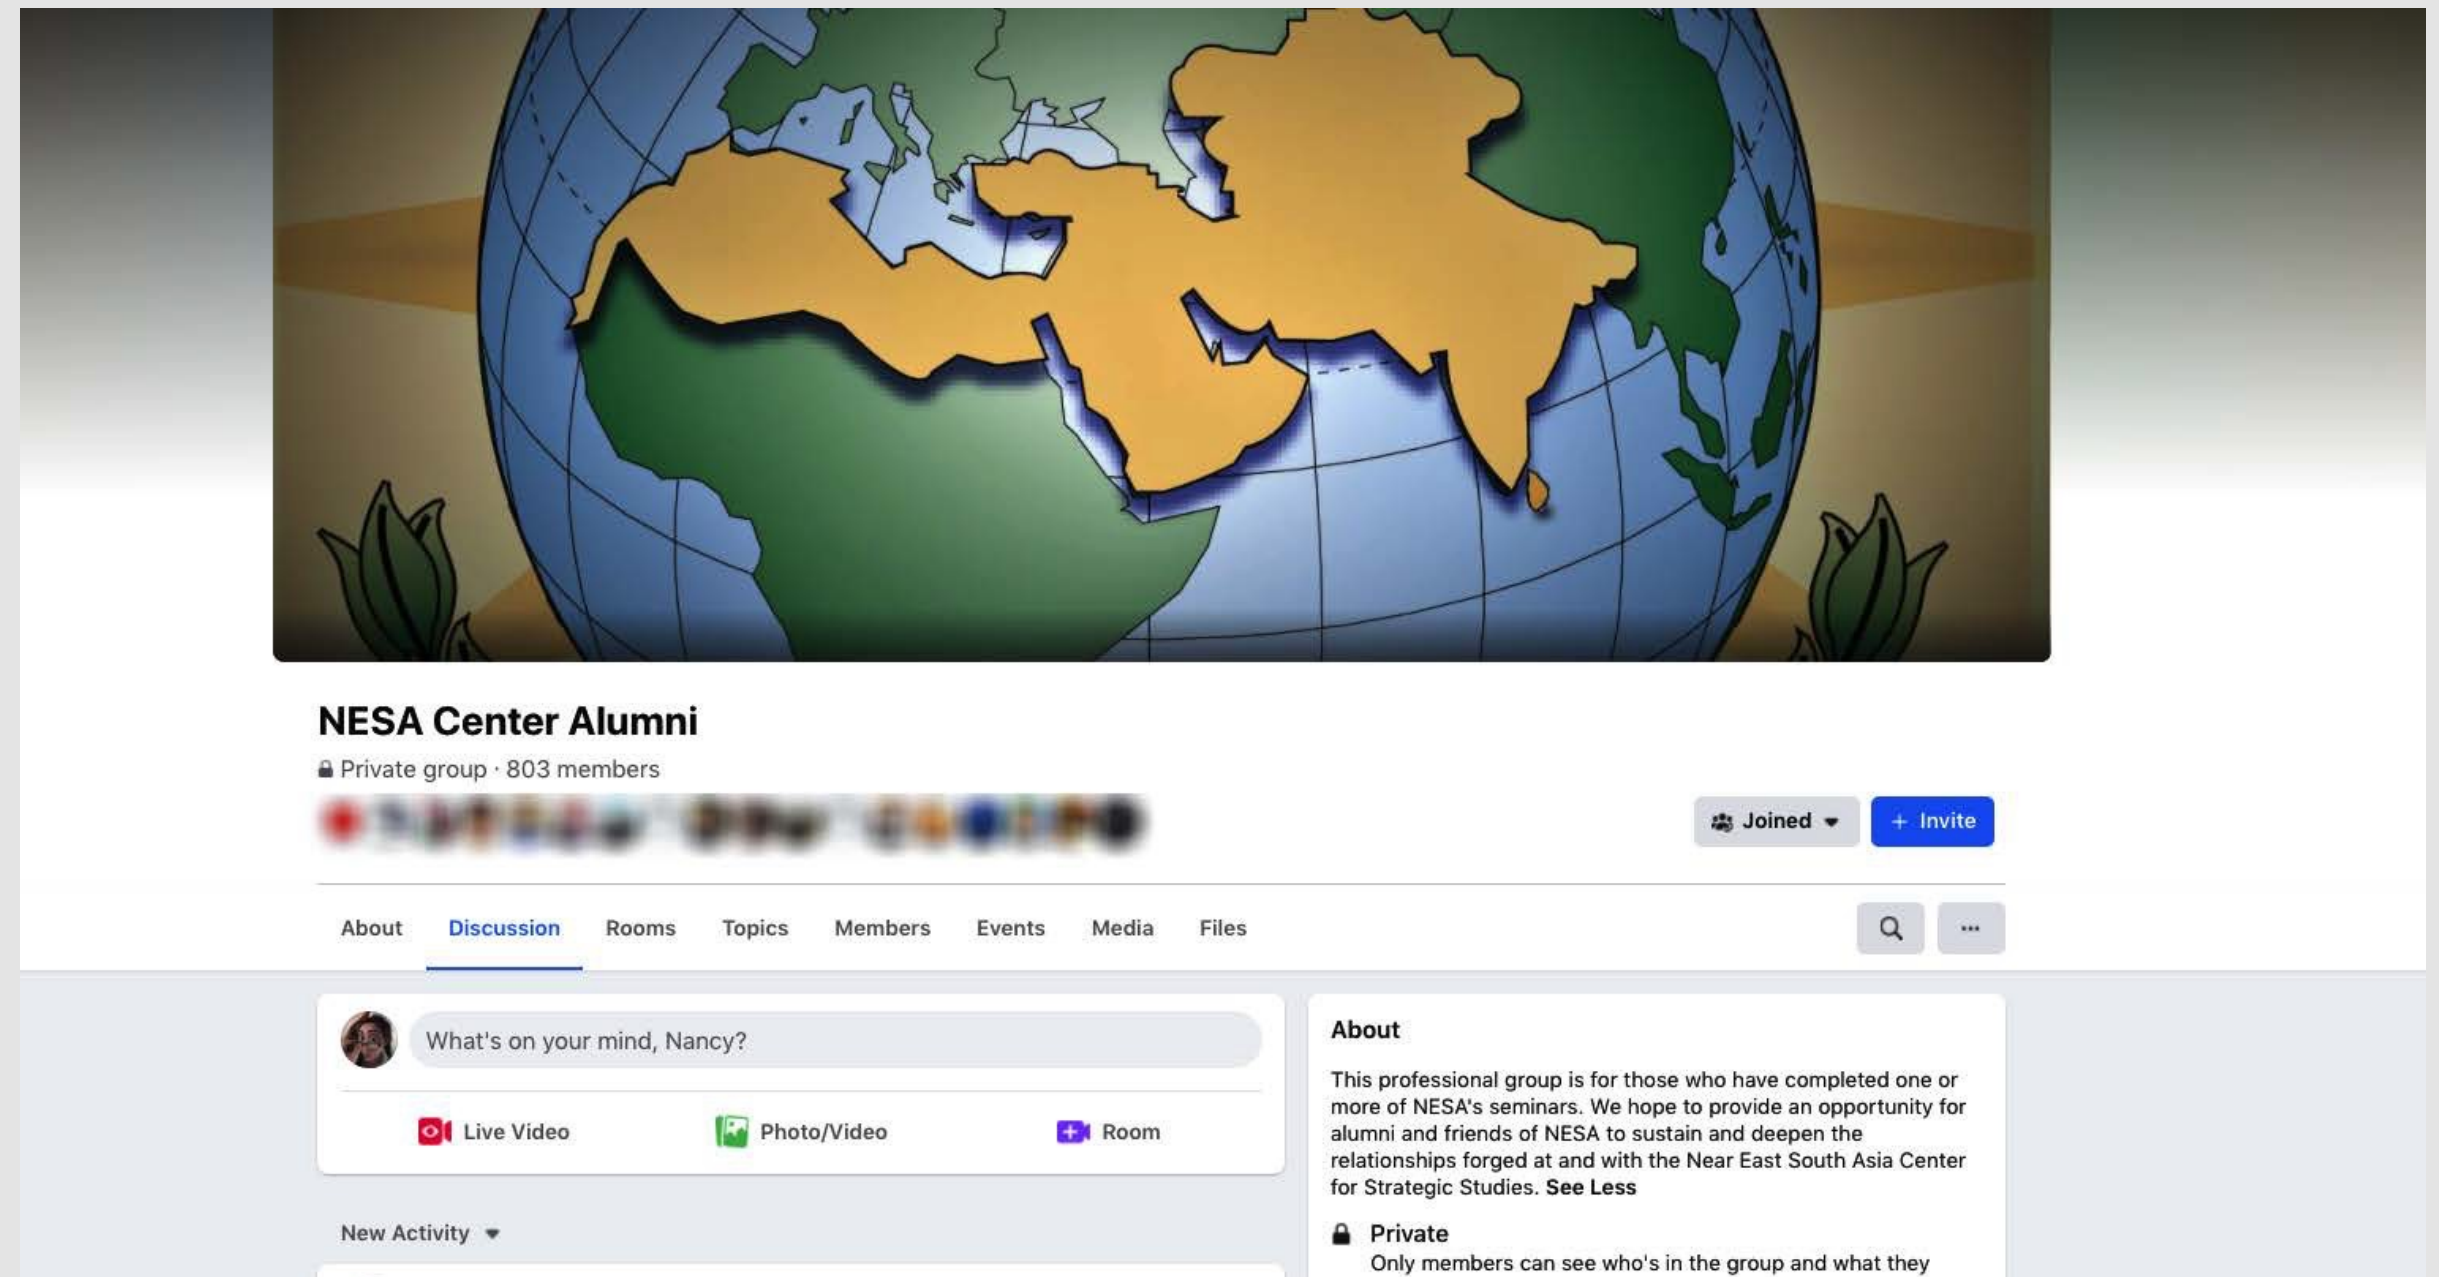 NESA Center Alumni
Private group · 803 members
Joined
+ Invite
About Discussion Rooms Topics Members Events Media Files
What's on your mind, Nancy?
Live Video Photo/Video Room
New Activity
About
This professional group is for those who have completed one or
more of NESA's seminars. We hope to provide an opportunity for
alumni and friends of NESA to sustain and deepen the
relationships forged at and with the Near East South Asia Center
for Strategic Studies. See Less
Private
Only members can see who's in the group and what they